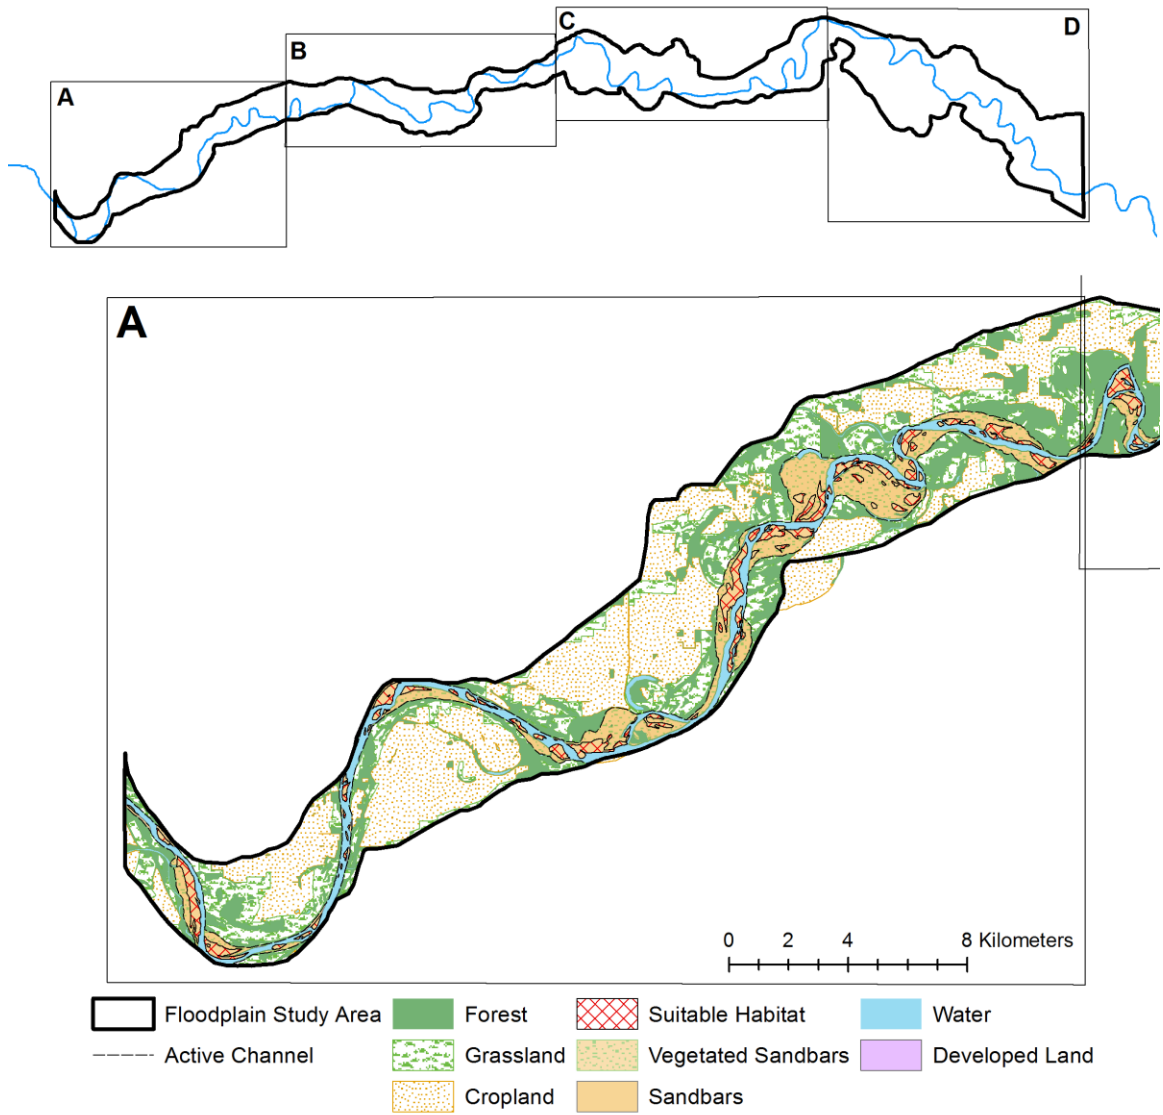 A
B
C
D
A
0 2 4 8 Kilometers
Floodplain Study Area
Forest
Suitable Habitat
Water
Active Channel
Grassland
Vegetated Sandbars
Developed Land
Cropland
Sandbars